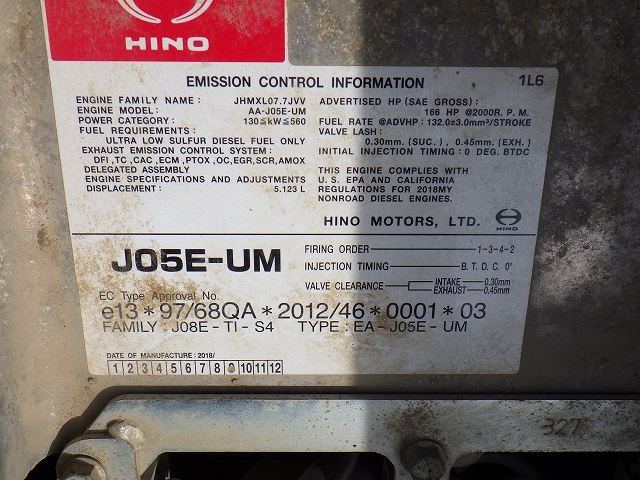 HINO
EMISSION CONTROL INFORMATION 1L6
ENGINE FAMILY NAME : JHMXL07.7JVV
ENGINE MODEL: AA-J05E-UM
POWER CATEGORY: 130≤kW≤560
FUEL REQUIREMENTS:
ULTRA LOW SULFUR DIESEL FUEL ONLY
EXHAUST EMISSION CONTROL SYSTEM:
DFI ,TC ,CAC ,ECM ,PTOX ,OC,EGR,SCR,AMOX
DELEGATED ASSEMBLY
ENGINE SPECIFICATIONS AND ADJUSTMENTS
DISPLACEMENT: 5.123 L
ADVERTISED HP (SAE GROSS):
166 HP @2000R. P. M.
FUEL RATE @ADVHP : 132.0±3.0mm³/STROKE
VALVE LASH:
0.30mm. (SUC.) , 0.45mm. (EXH.)
INITIAL INJECTION TIMING : 0 DEG. BTDC
THIS ENGINE COMPLIES WITH
U. S. EPA AND CALIFORNIA
REGULATIONS FOR 2018MY
NONROAD DIESEL ENGINES.
HINO MOTORS, LTD.
HINO
J05E-UM
FIRING ORDER 1-3-4-2
INJECTION TIMING B. T. D. C. 0°
VALVE CLEARANCE INTAKE 0.30mm
EXHAUST 0.45mm
EC Type Approval No.
e13*97/68QA*2012/46*0001*03
FAMILY : J08E - TI - S4 TYPE : EA - J05E - UM
DATE OF MANUFACTURE : 2018/
1 2 3 4 5 6 7 8 10 11 12
327